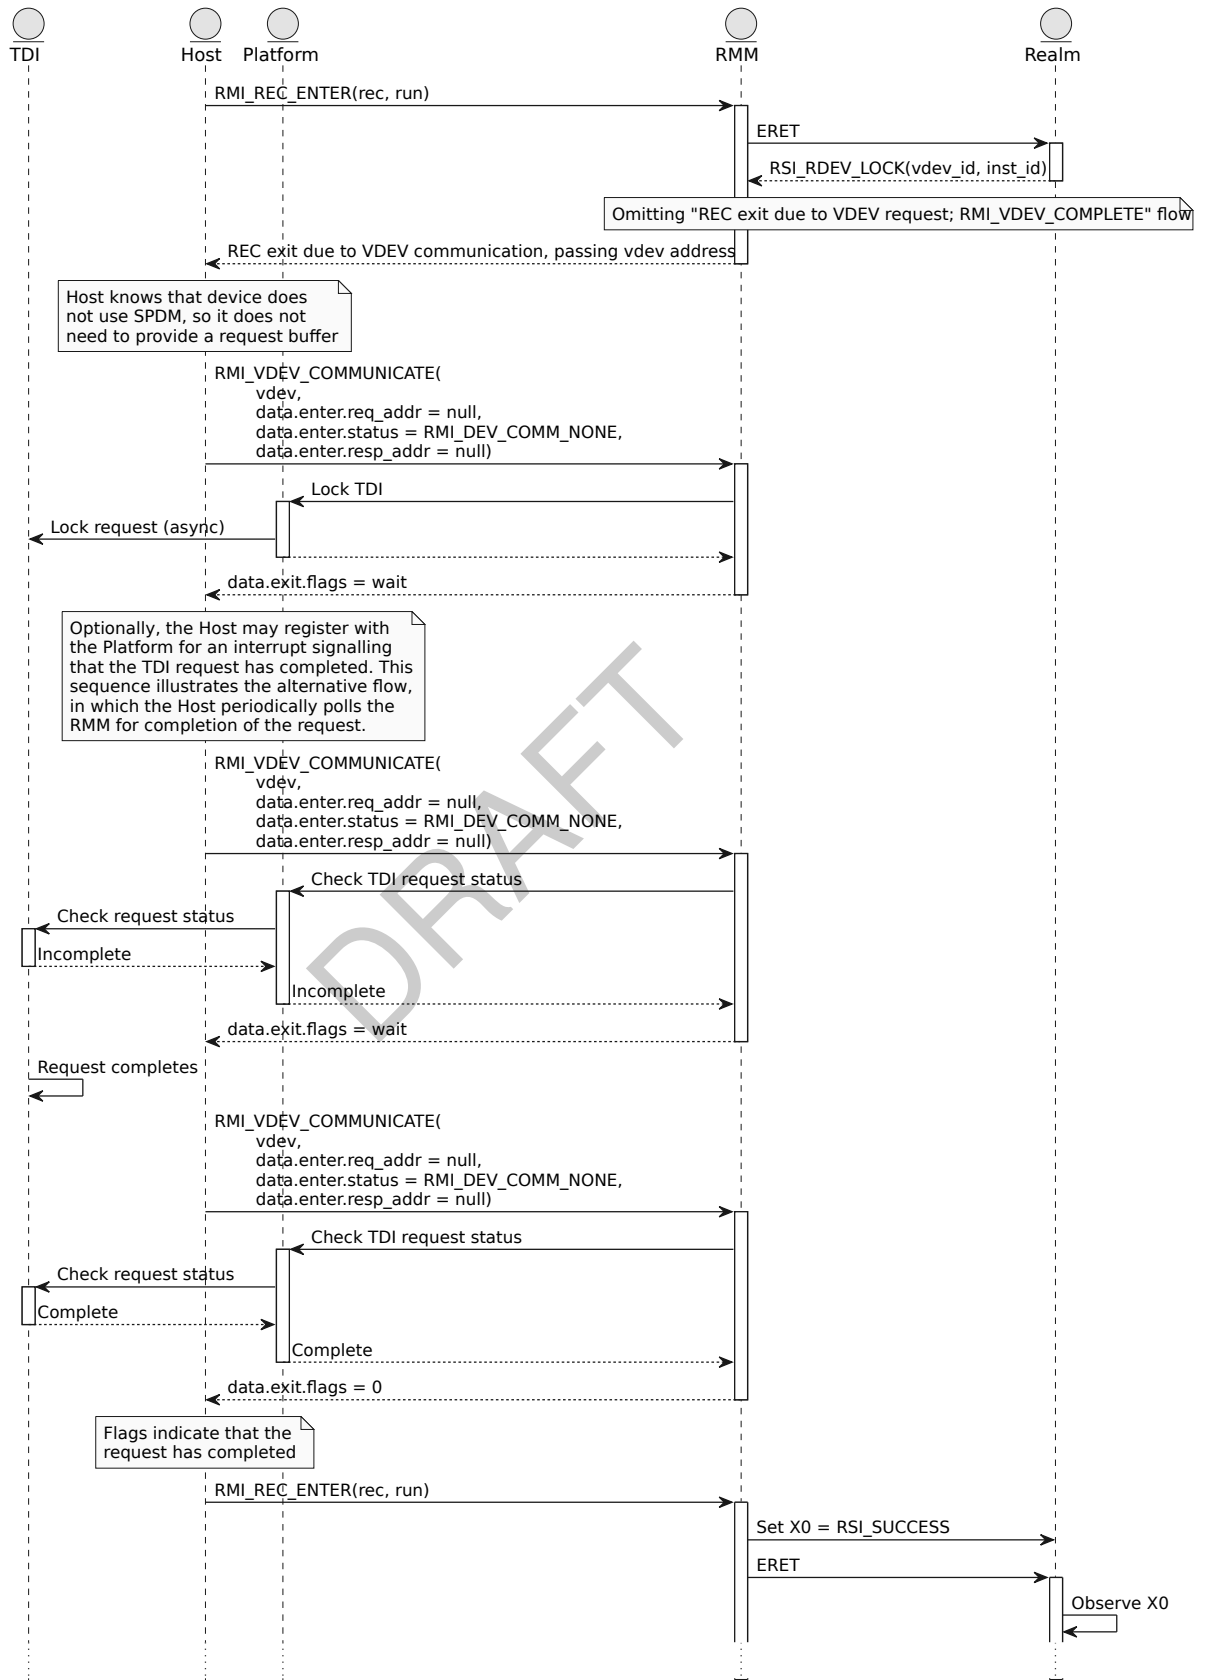 TDI
Host
Platform
RMM
Realm
RMI_REC_ENTER(rec, run)
ERET
RSI_RDEV_LOCK(vdev_id, inst_id)
Omitting "REC exit due to VDEV request; RMI_VDEV_COMPLETE" flow
REC exit due to VDEV communication, passing vdev address
Host knows that device does
not use SPDM, so it does not
need to provide a request buffer
RMI_VDEV_COMMUNICATE(
vdev,
data.enter.req_addr = null,
data.enter.status = RMI_DEV_COMM_NONE,
data.enter.resp_addr = null)
Lock TDI
Lock request (async)
data.exit.flags = wait
Optionally, the Host may register with
the Platform for an interrupt signalling
that the TDI request has completed. This
sequence illustrates the alternative flow,
in which the Host periodically polls the
RMM for completion of the request.
RMI_VDEV_COMMUNICATE(
vdev,
data.enter.req_addr = null,
data.enter.status = RMI_DEV_COMM_NONE,
data.enter.resp_addr = null)
DRAFT
Check TDI request status
Check request status
Incomplete
Incomplete
data.exit.flags = wait
Request completes
RMI_VDEV_COMMUNICATE(
vdev,
data.enter.req_addr = null,
data.enter.status = RMI_DEV_COMM_NONE,
data.enter.resp_addr = null)
Check TDI request status
Check request status
Complete
Complete
data.exit.flags = 0
Flags indicate that the
request has completed
RMI_REC_ENTER(rec, run)
Set X0 = RSI_SUCCESS
ERET
Observe X0